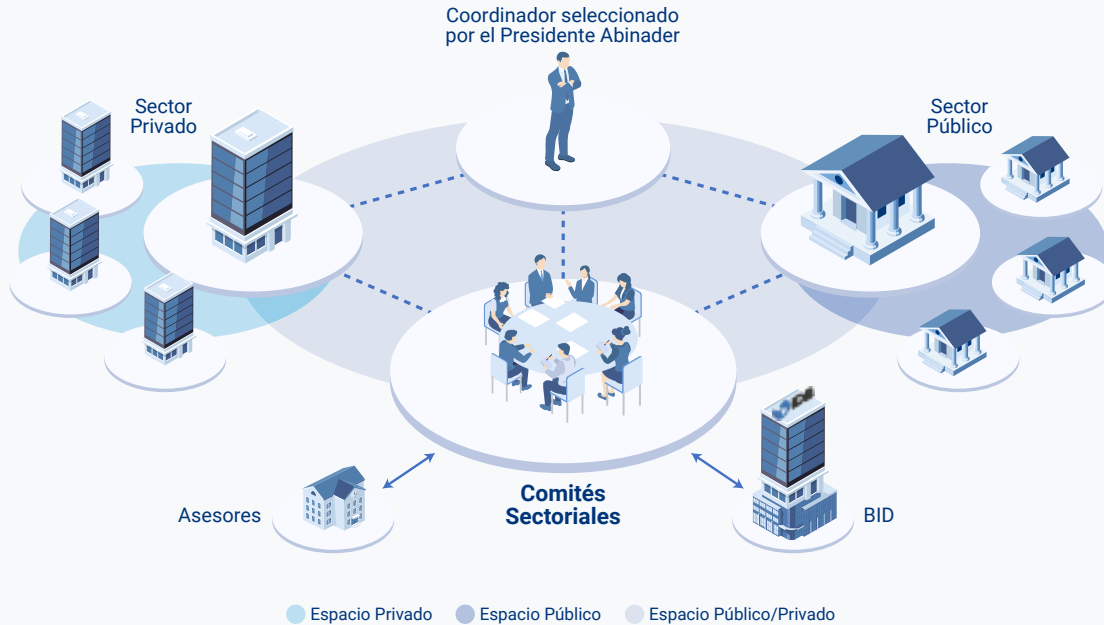 Coordinador seleccionado
por el Presidente Abinader
Sector
Privado
Sector
Público
Asesores
Comités
Sectoriales
BID
Espacio Privado
Espacio Público
Espacio Público/Privado